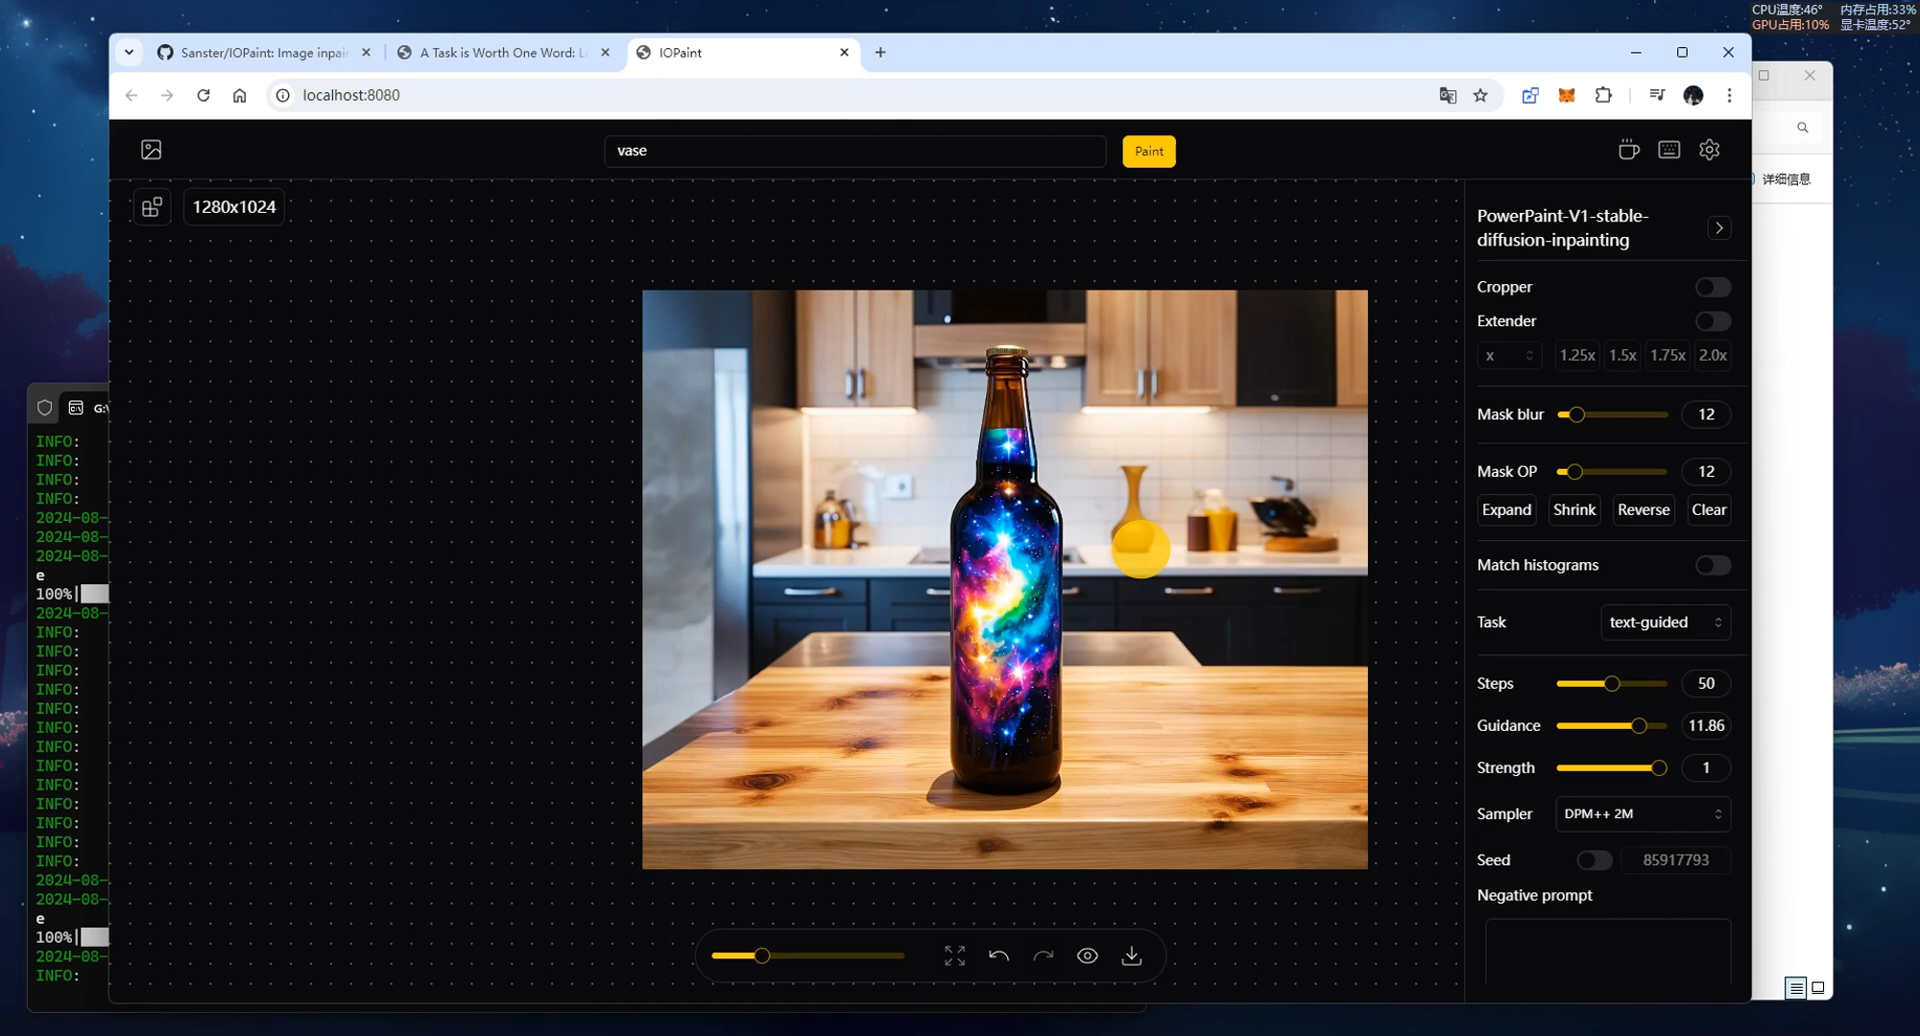 CPU温度:46° 内存占用:33%
GPU占用:10% 显卡温度:52°
Sanster/IOPaint: Image inpai
A Task is Worth One Word: L
IOPaint
localhost:8080
vase
Paint
1280x1024
PowerPaint-V1-stable-
diffusion-inpainting
Cropper
Extender
x 1.25x 1.5x 1.75x 2.0x
Mask blur 12
Mask OP 12
Expand Shrink Reverse Clear
Match histograms
Task text-guided
Steps 50
Guidance 11.86
Strength 1
Sampler DPM++ 2M
Seed 85917793
Negative prompt
详细信息
G:\
INFO:
INFO:
INFO:
INFO:
2024-08-
2024-08-
2024-08-
e
100%|
2024-08-
INFO:
INFO:
INFO:
INFO:
INFO:
INFO:
INFO:
INFO:
INFO:
INFO:
INFO:
INFO:
INFO:
2024-08-
2024-08-
e
100%|
2024-08-
INFO: